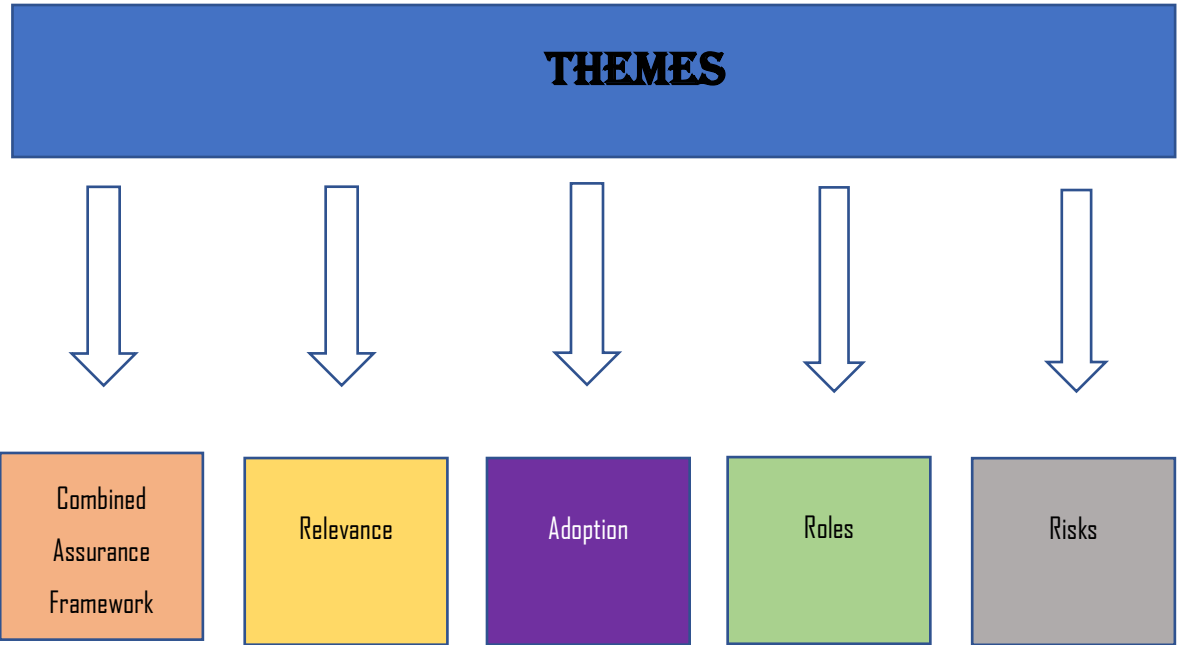 THEMES
Combined
Assurance
Framework
Relevance
Adoption
Roles
Risks